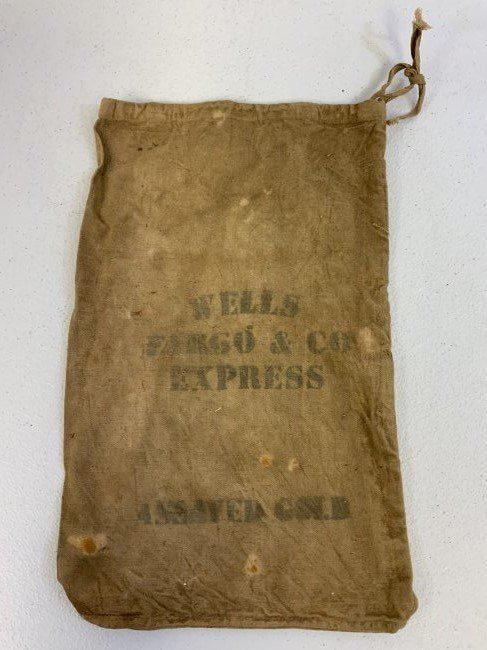 WELLS
FARGO & CO
EXPRESS
ASSAYED GOLD